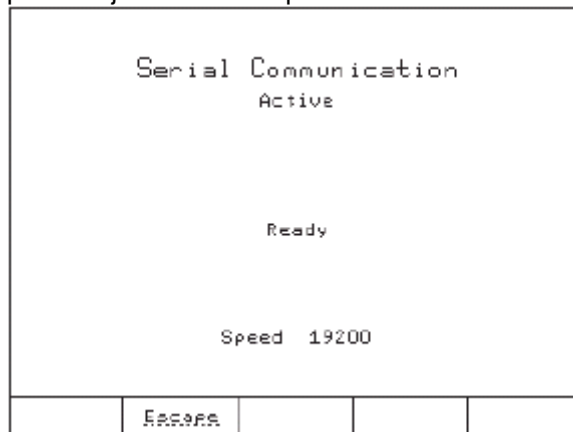 Serial Communication
Active
Ready
Speed 19200
Escape